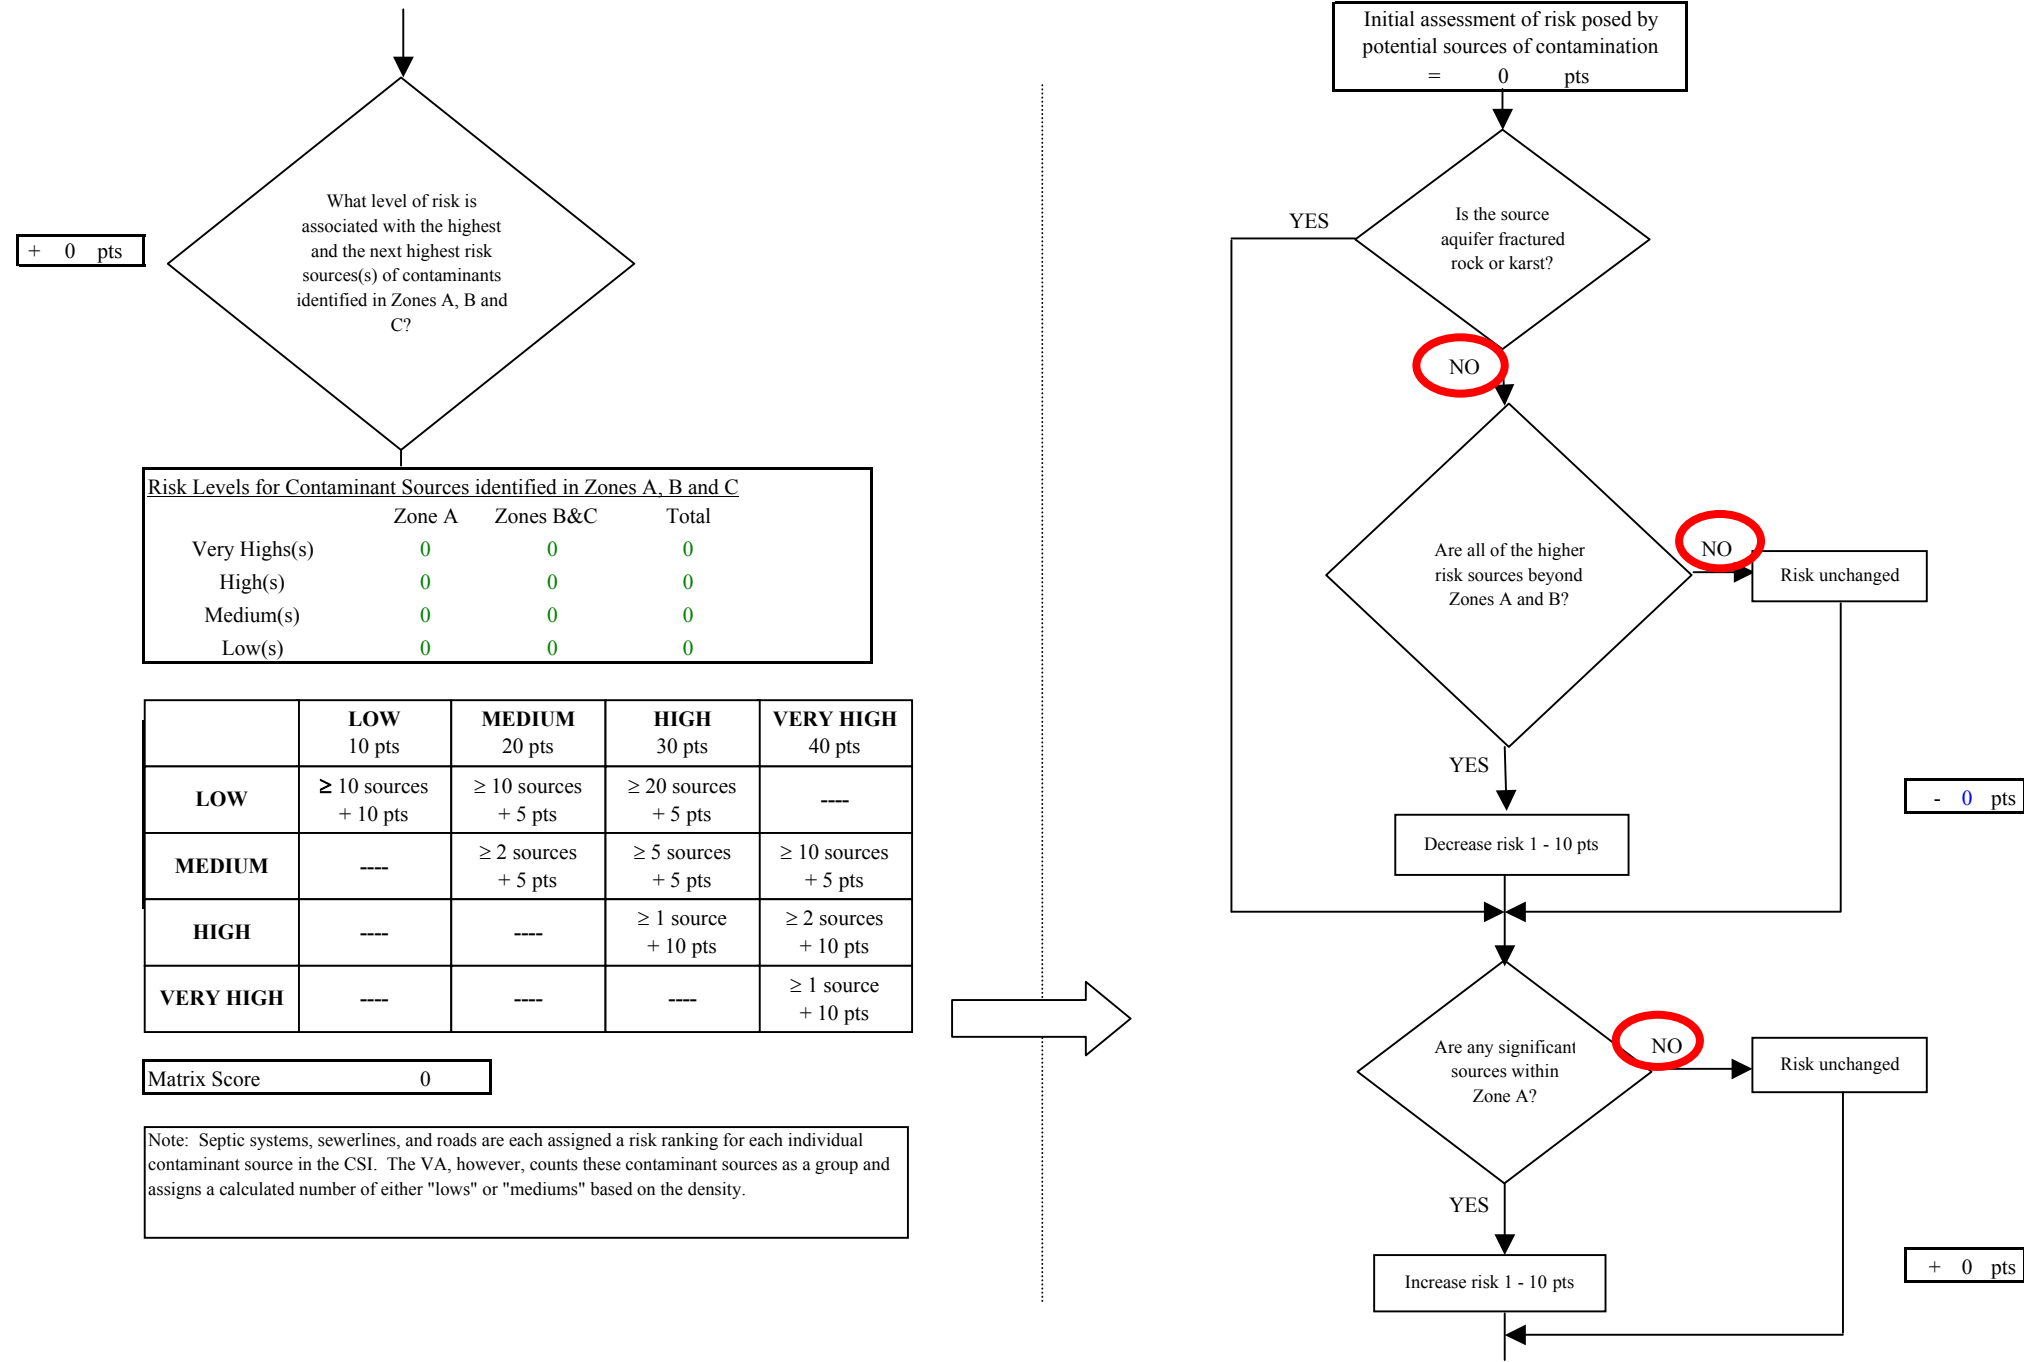 What level of risk is
associated with the highest
and the next highest risk
sources(s) of contaminants
identified in Zones A, B and
C?
+ 0 pts
Risk Levels for Contaminant Sources identified in Zones A, B and C
Zone A Zones B&C Total
Very Highs(s) 0 0 0
High(s) 0 0 0
Medium(s) 0 0 0
Low(s) 0 0 0
LOW MEDIUM HIGH VERY HIGH
10 pts 20 pts 30 pts 40 pts
LOW
≥ 10 sources ≥ 10 sources ≥ 20 sources ----
+ 10 pts + 5 pts + 5 pts
MEDIUM
---- ≥ 2 sources ≥ 5 sources ≥ 10 sources
+ 5 pts + 5 pts + 5 pts
HIGH
---- ---- ≥ 1 source ≥ 2 sources
+ 10 pts + 10 pts
VERY HIGH
---- ---- ---- ≥ 1 source
+ 10 pts
Matrix Score 0
Note: Septic systems, sewerlines, and roads are each assigned a risk ranking for each individual
contaminant source in the CSI. The VA, however, counts these contaminant sources as a group and
assigns a calculated number of either "lows" or "mediums" based on the density.
Initial assessment of risk posed by
potential sources of contamination
= 0 pts
Is the source
aquifer fractured
rock or karst?
YES
NO
Are all of the higher
risk sources beyond
Zones A and B?
NO
Risk unchanged
YES
Decrease risk 1 - 10 pts
- 0 pts
Are any significant
sources within
Zone A?
NO
Risk unchanged
YES
Increase risk 1 - 10 pts
+ 0 pts